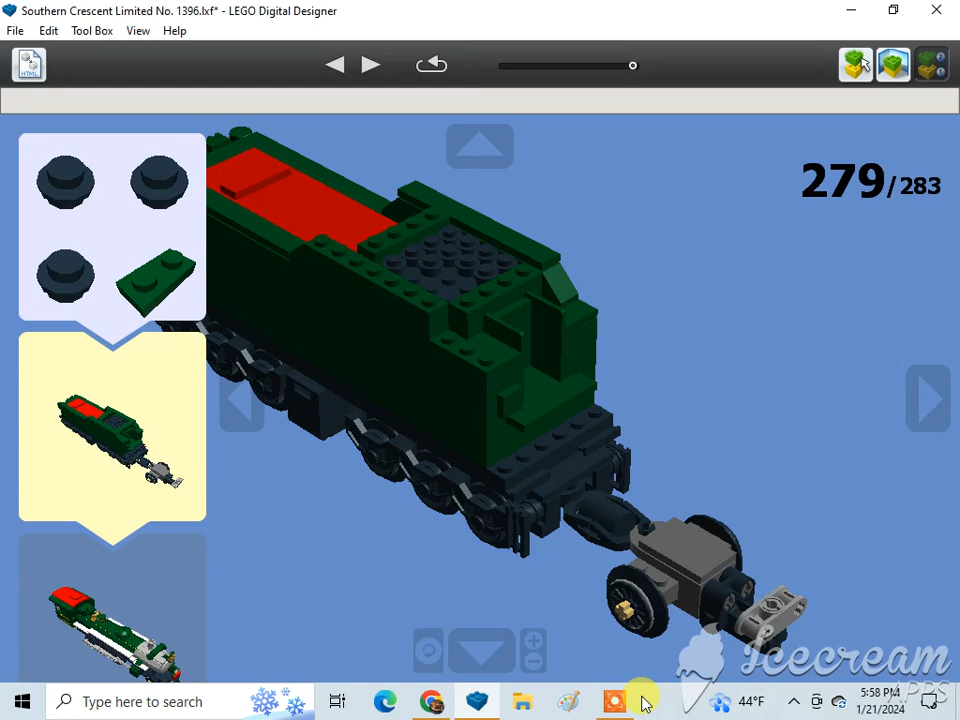 Southern Crescent Limited No. 1396.lxf* - LEGO Digital Designer
File Edit Tool Box View Help
HTML
279/283
Icecream
APPS
Type here to search
44°F
5:58 PM
1/21/2024